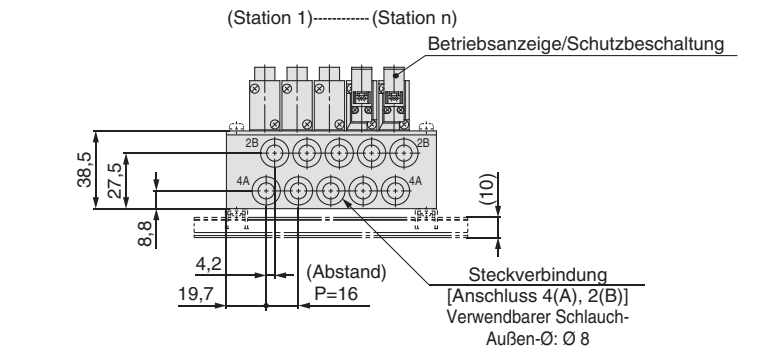 (Station 1)-----------(Station n)
Betriebsanzeige/Schutzbeschaltung
2B
2B
4A
4A
38,5
27,5
8,8
(10)
4,2
(Abstand)
19,7
P=16
Steckverbindung
[Anschluss 4(A), 2(B)]
Verwendbarer Schlauch-
Außen-Ø: Ø 8